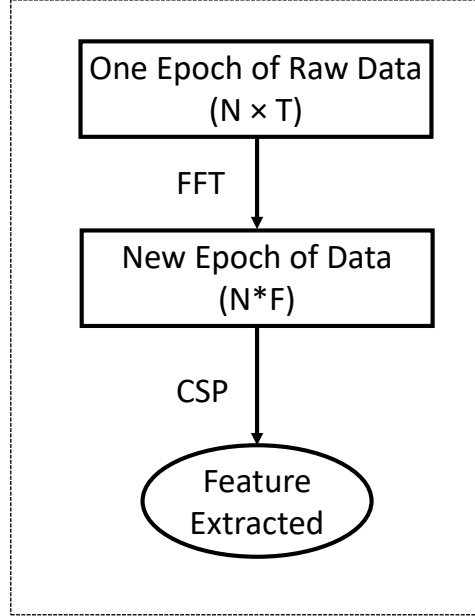 One Epoch of Raw Data
(N × T)
FFT
New Epoch of Data
(N*F)
CSP
Feature
Extracted